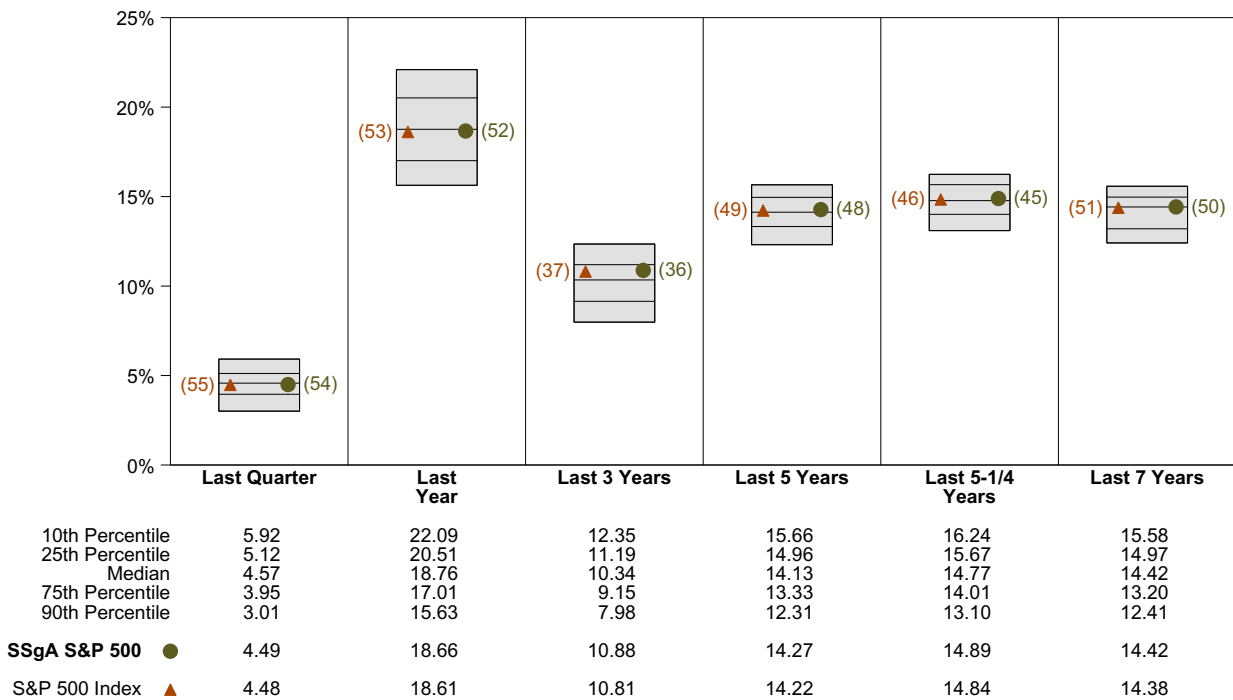 25%
20%
15%
10%
5%
0%
(55) (54)
(53) (52)
(37) (36)
(49) (48)
(46) (45)
(51) (50)
Last Quarter Last Year Last 3 Years Last 5 Years Last 5-1/4 Years Last 7 Years
10th Percentile 5.92 22.09 12.35 15.66 16.24 15.58
25th Percentile 5.12 20.51 11.19 14.96 15.67 14.97
Median 4.57 18.76 10.34 14.13 14.77 14.42
75th Percentile 3.95 17.01 9.15 13.33 14.01 13.20
90th Percentile 3.01 15.63 7.98 12.31 13.10 12.41
SSgA S&P 500 4.49 18.66 10.88 14.27 14.89 14.42
S&P 500 Index 4.48 18.61 10.81 14.22 14.84 14.38